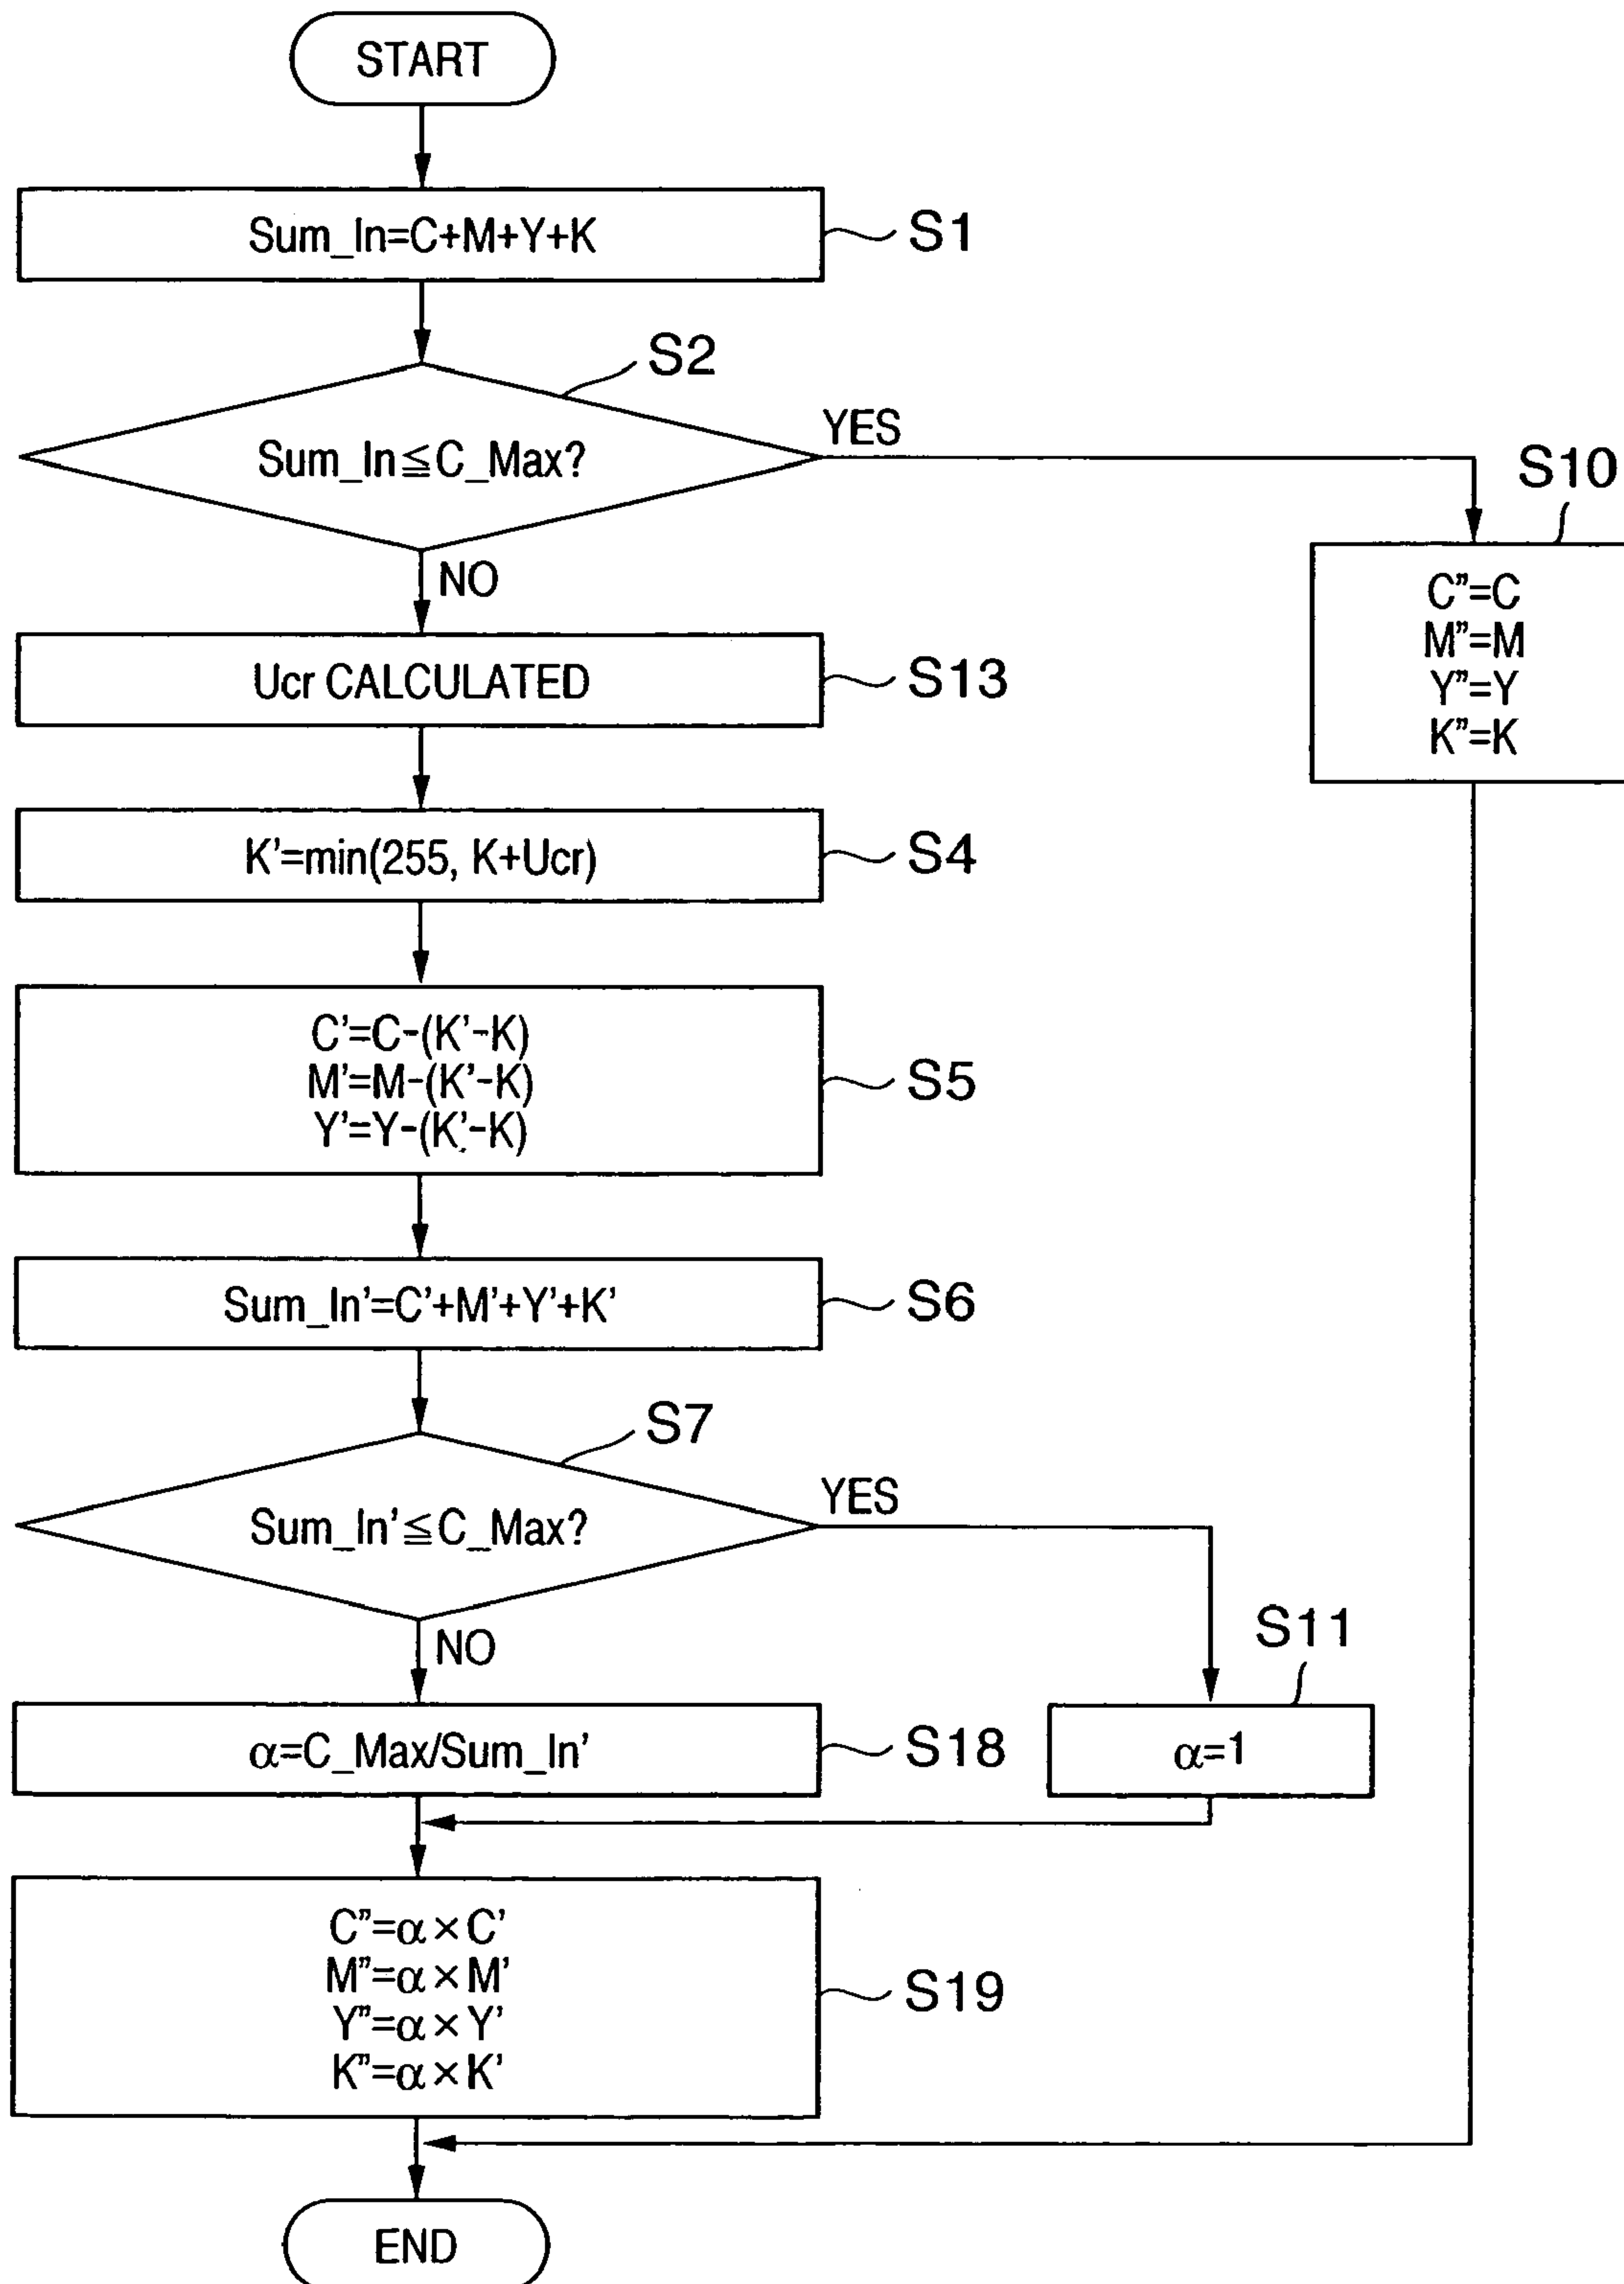 START
Sum_In=C+M+Y+K
S1
S2
Sum_In≦C_Max?
YES
NO
S10
C”=C
M”=M
Y”=Y
K”=K
Ucr CALCULATED
S13
K'=min(255, K+Ucr)
S4
C'=C-(K'-K)
M'=M-(K'-K)
Y'=Y-(K'-K)
S5
Sum_In'=C'+M'+Y'+K'
S6
S7
Sum_In'≦C_Max?
YES
NO
S11
α=C_Max/Sum_In'
S18
α=1
C”=α×C'
M”=α×M'
Y”=α×Y'
K”=α×K'
S19
END